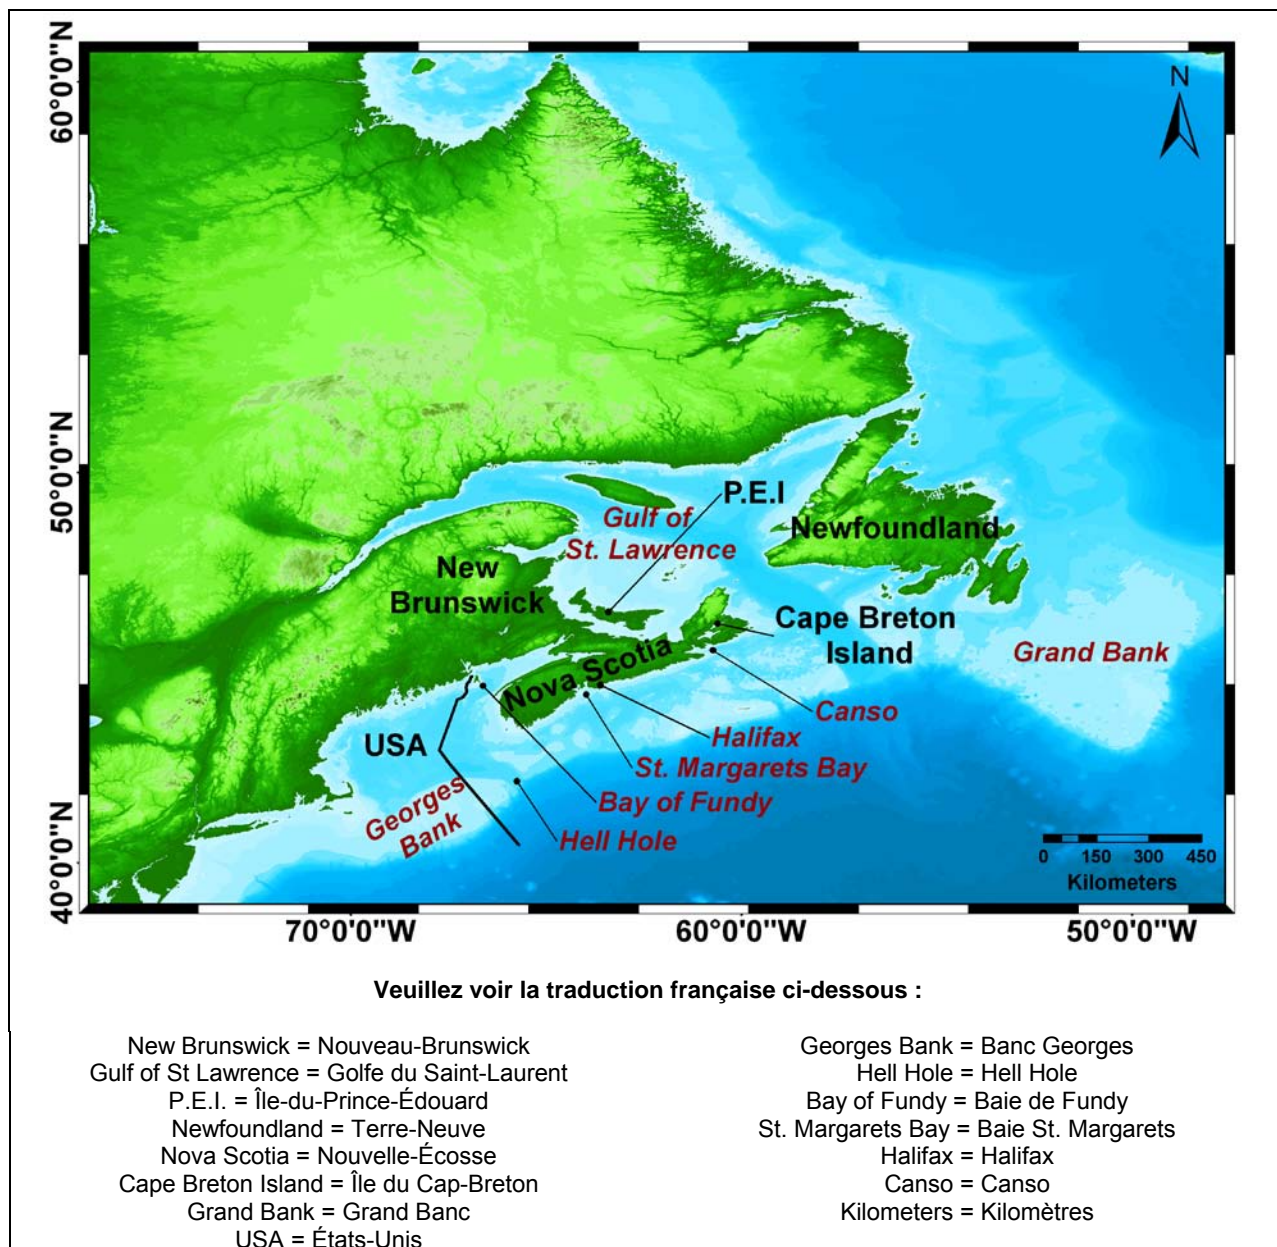 N
60°0'0"N
50°0'0"N
40°0'0"N
P.E.I
Gulf of
St. Lawrence
Newfoundland
New
Brunswick
Cape Breton
Island
Grand Bank
Nova Scotia
Canso
Halifax
USA
St. Margarets Bay
Bay of Fundy
Georges
Bank
Hell Hole
0 150 300 450
Kilometers
70°0'0"W 60°0'0"W 50°0'0"W
Veuillez voir la traduction française ci-dessous :
New Brunswick = Nouveau-Brunswick
Gulf of St Lawrence = Golfe du Saint-Laurent
P.E.I. = Île-du-Prince-Édouard
Newfoundland = Terre-Neuve
Nova Scotia = Nouvelle-Écosse
Cape Breton Island = Île du Cap-Breton
Grand Bank = Grand Banc
USA = États-Unis
Georges Bank = Banc Georges
Hell Hole = Hell Hole
Bay of Fundy = Baie de Fundy
St. Margarets Bay = Baie St. Margarets
Halifax = Halifax
Canso = Canso
Kilometers = Kilomètres